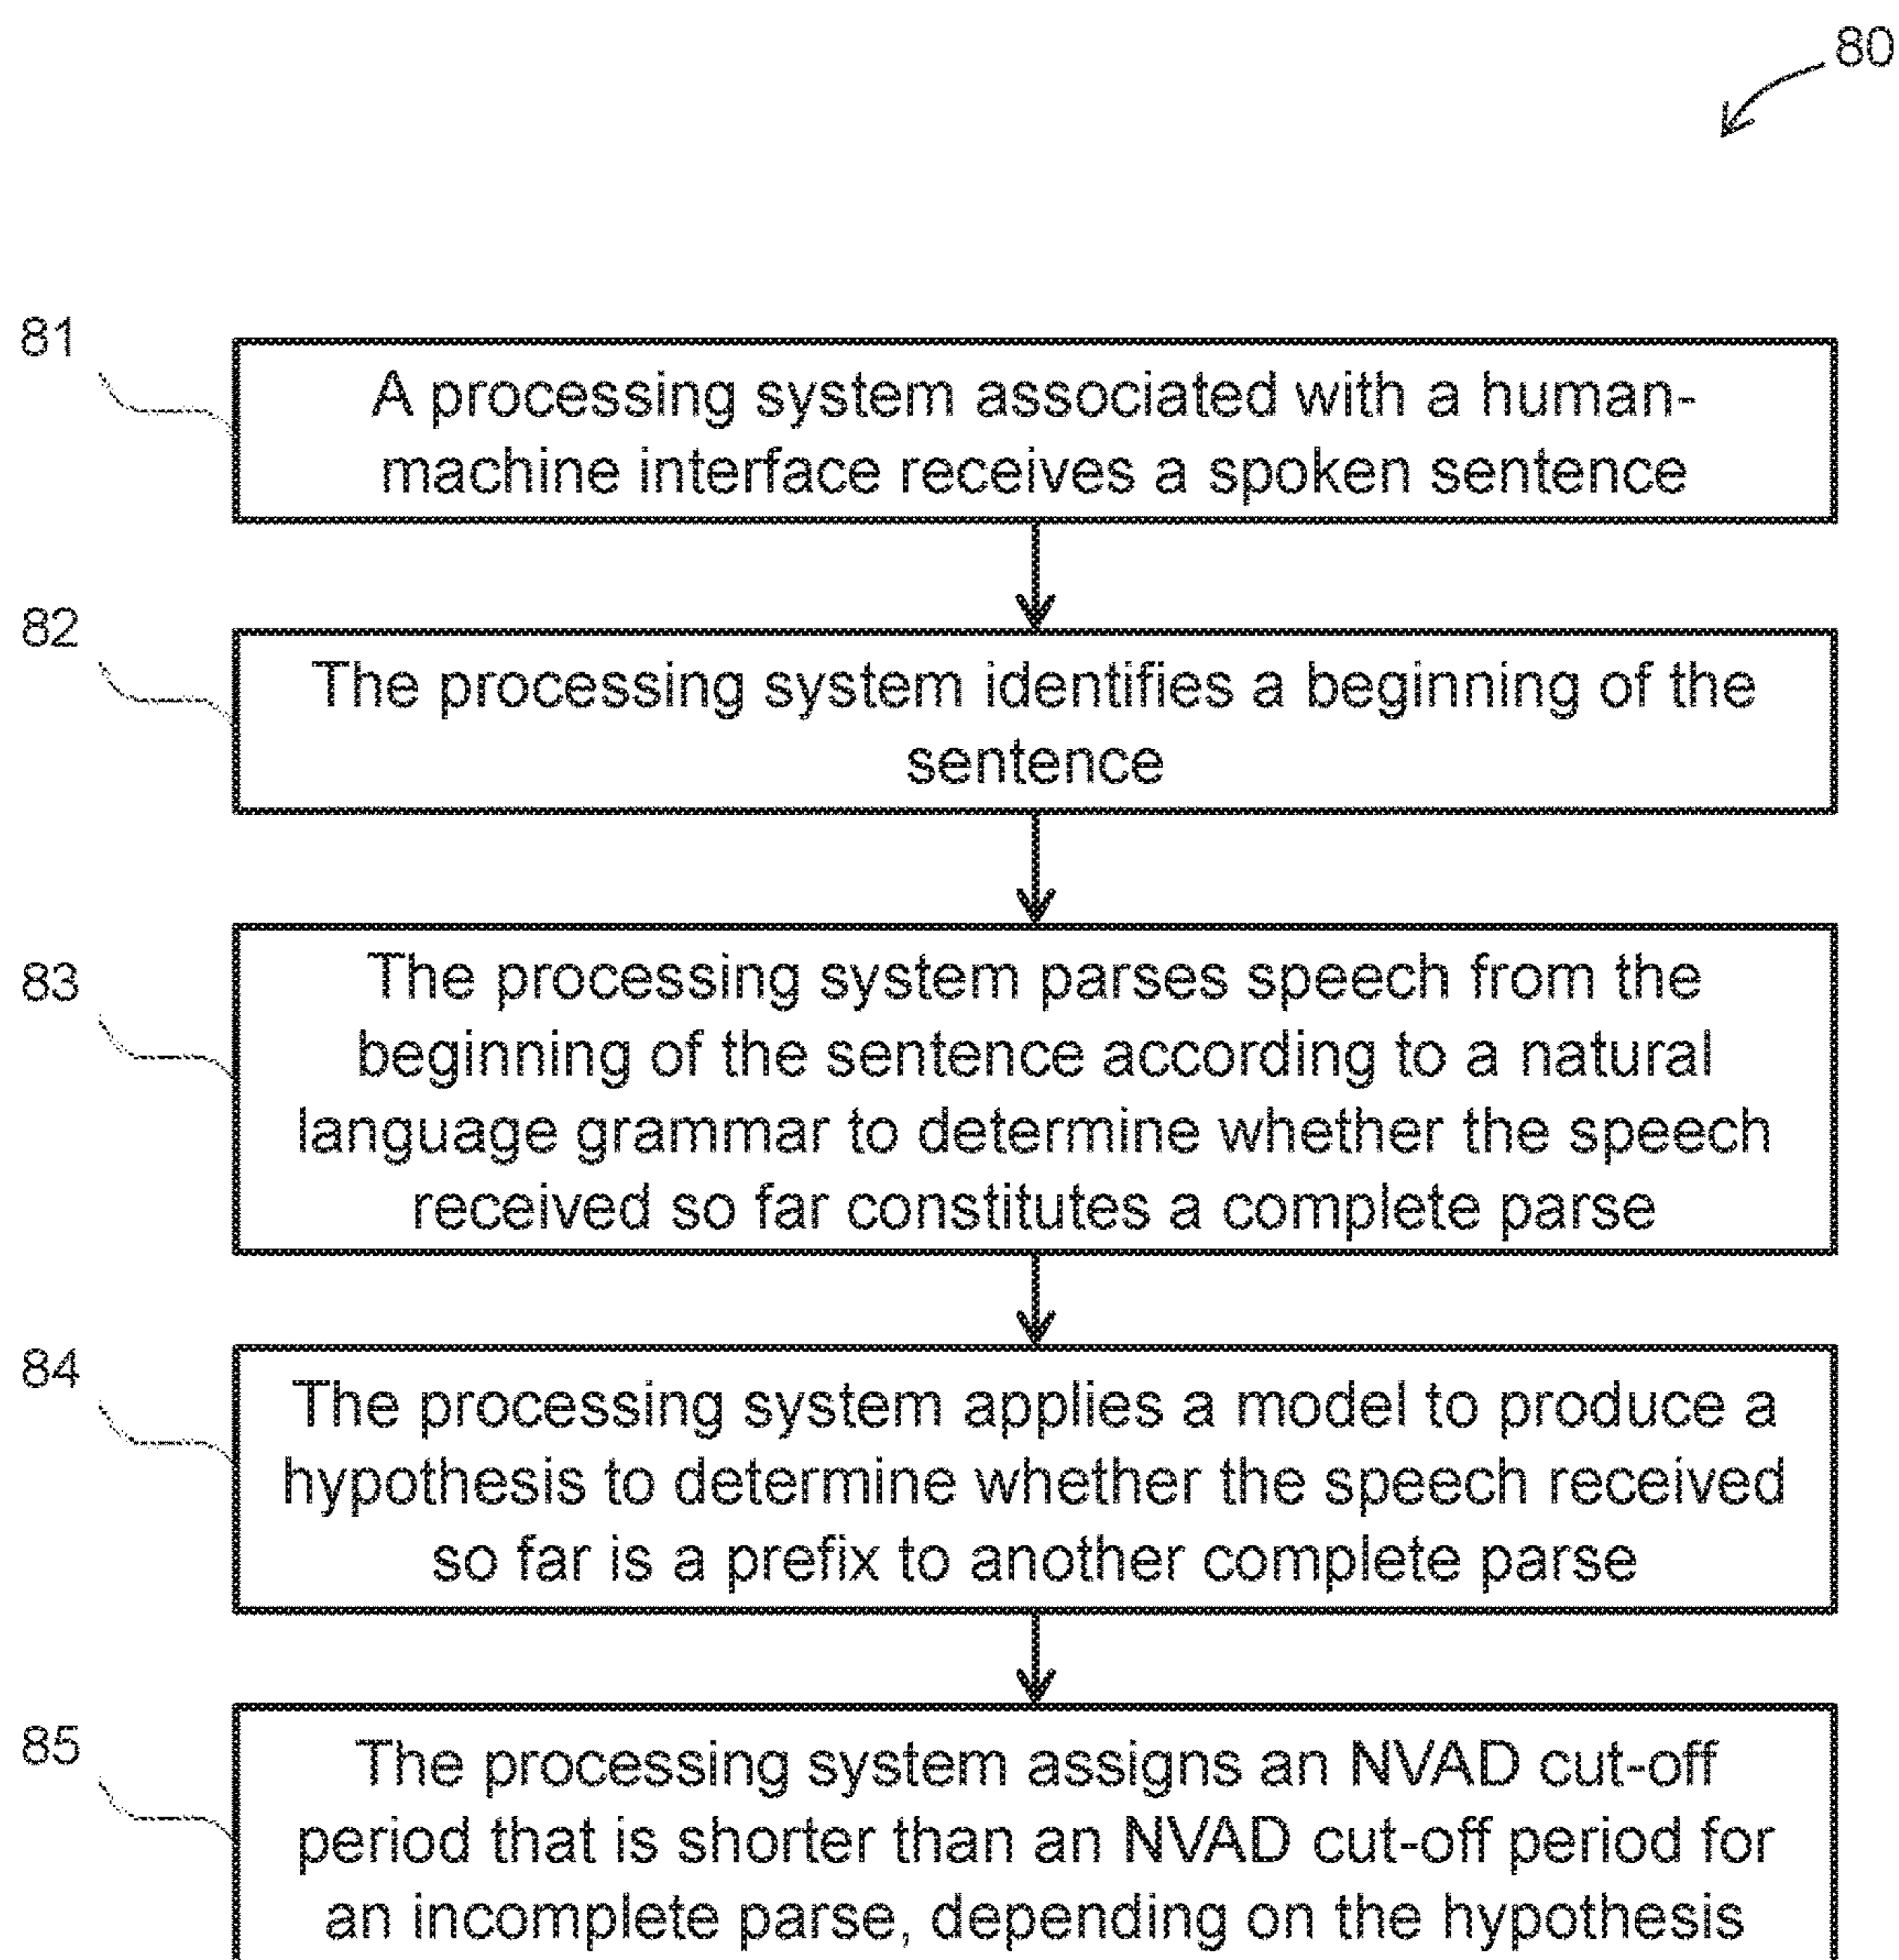 80
81
A processing system associated with a human-
machine interface receives a spoken sentence
82
The processing system identifies a beginning of the
sentence
83
The processing system parses speech from the
beginning of the sentence according to a natural
language grammar to determine whether the speech
received so far constitutes a complete parse
84
The processing system applies a model to produce a
hypothesis to determine whether the speech received
so far is a prefix to another complete parse
85
The processing system assigns an NVAD cut-off
period that is shorter than an NVAD cut-off period for
an incomplete parse, depending on the hypothesis